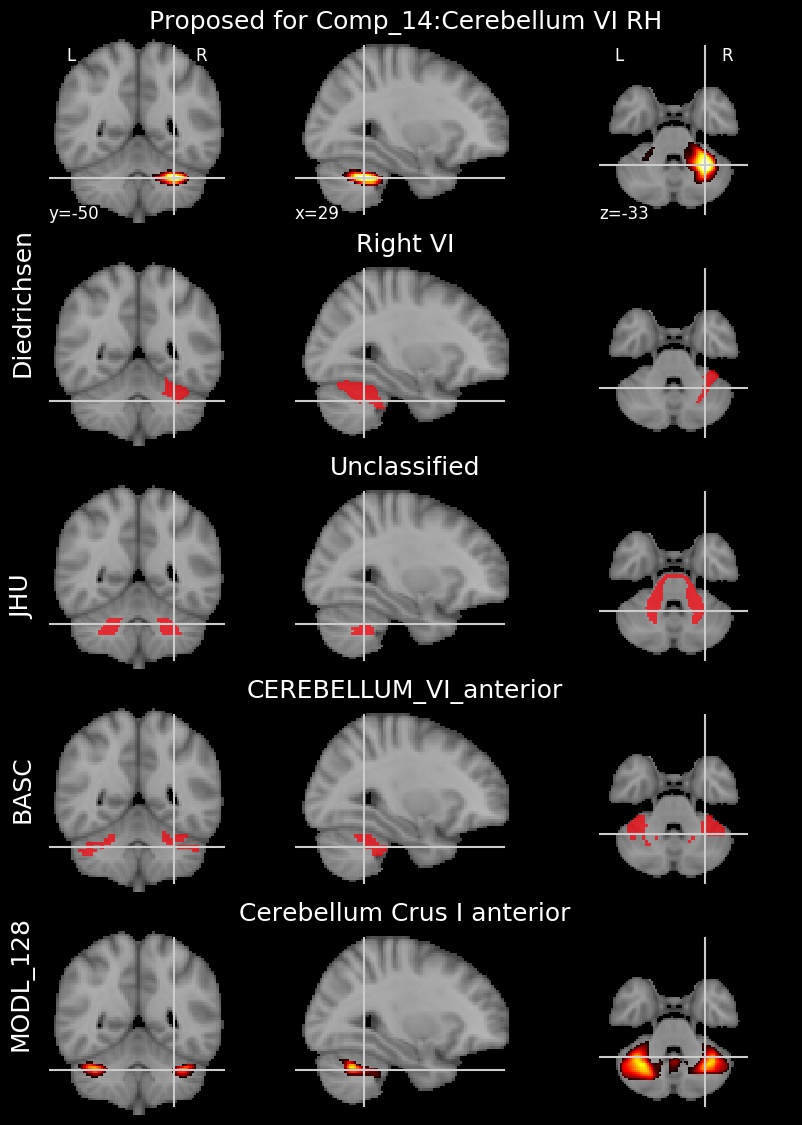 Proposed for Comp_14:Cerebellum VI RH
L R L R
y=-50 x=29 z=-33
Diedrichsen
Right VI
JHU
Unclassified
BASC
CEREBELLUM_VI_anterior
MODL_128
Cerebellum Crus I anterior